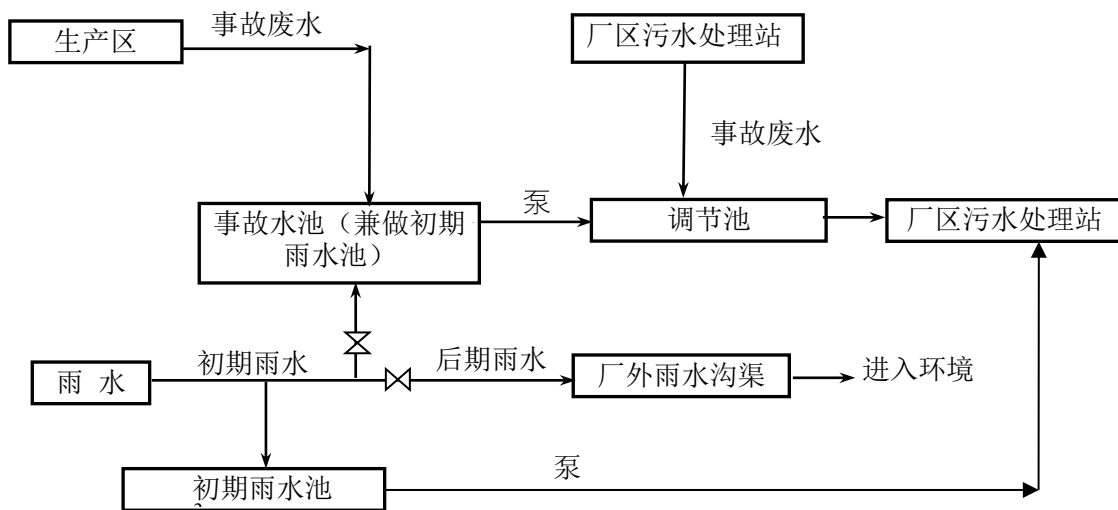 生产区
事故废水
厂区污水处理站
事故废水
事故水池（兼做初期
雨水池）
泵
调节池
厂区污水处理站
雨 水
初期雨水
后期雨水
厂外雨水沟渠
进入环境
初期雨水池
泵